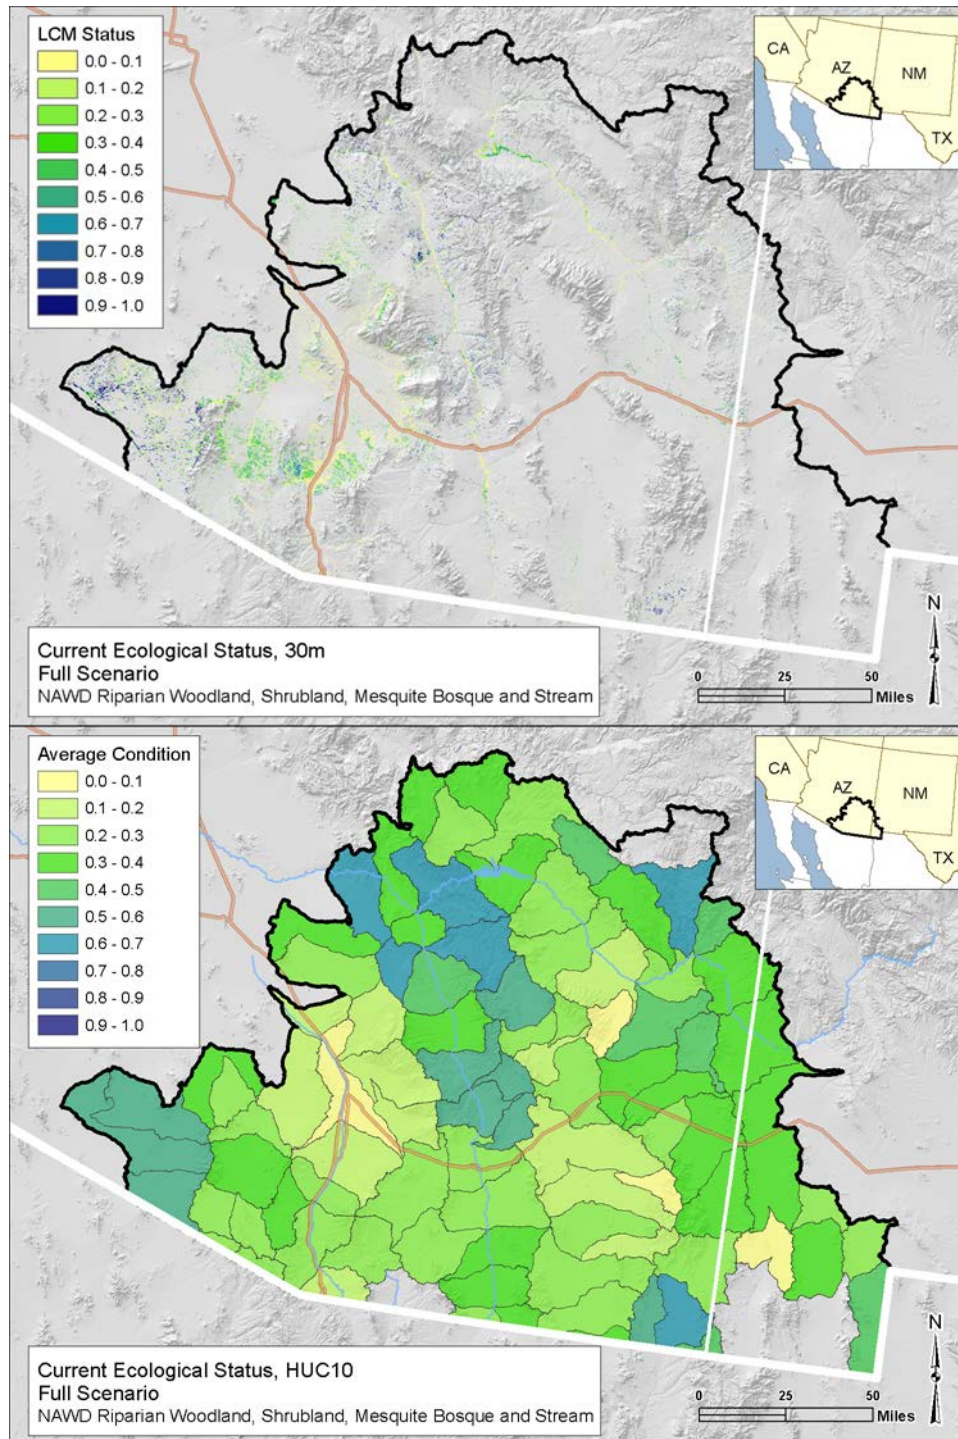 LCM Status
0.0 - 0.1
0.1 - 0.2
0.2 - 0.3
0.3 - 0.4
0.4 - 0.5
0.5 - 0.6
0.6 - 0.7
0.7 - 0.8
0.8 - 0.9
0.9 - 1.0
CA
AZ
NM
TX
N
Current Ecological Status, 30m
Full Scenario
NAWD Riparian Woodland, Shrubland, Mesquite Bosque and Stream
0 25 50
Miles
Average Condition
0.0 - 0.1
0.1 - 0.2
0.2 - 0.3
0.3 - 0.4
0.4 - 0.5
0.5 - 0.6
0.6 - 0.7
0.7 - 0.8
0.8 - 0.9
0.9 - 1.0
CA
AZ
NM
TX
N
Current Ecological Status, HUC10
Full Scenario
NAWD Riparian Woodland, Shrubland, Mesquite Bosque and Stream
0 25 50
Miles